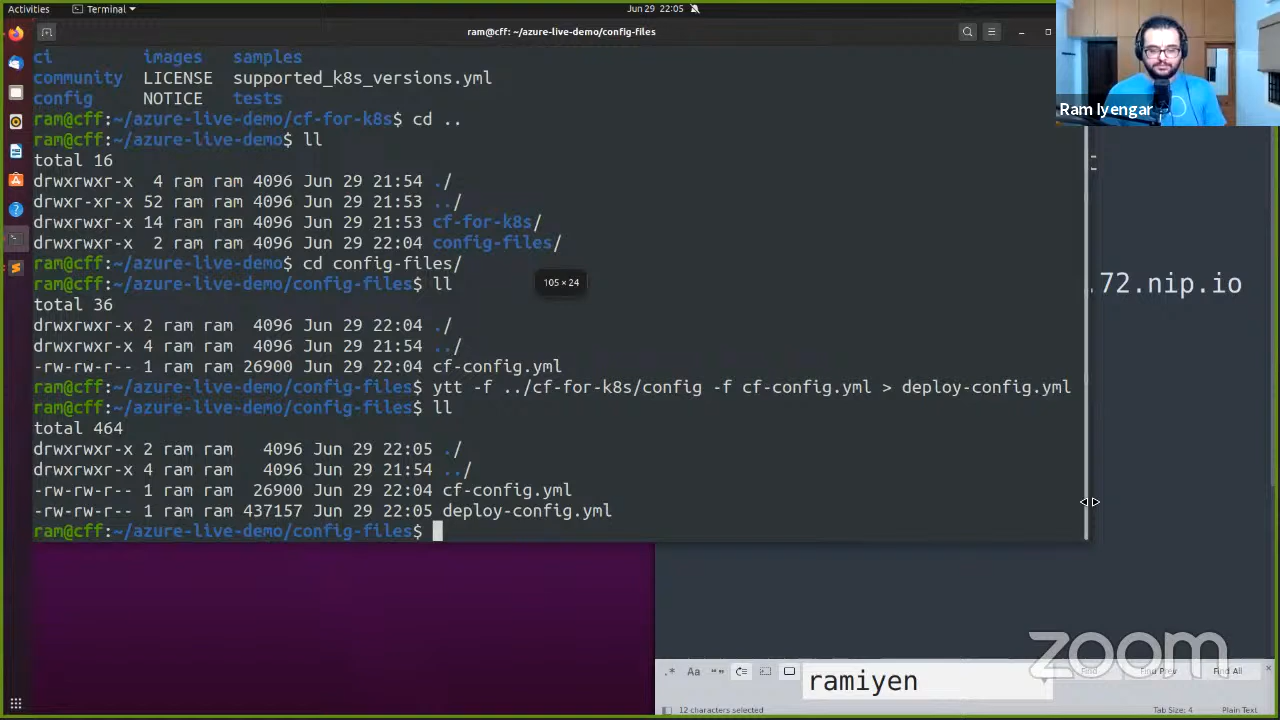 Activities
Terminal
Jun 29 22:05
ram@cff: ~/azure-live-demo/config-files
ci images samples
community LICENSE supported_k8s_versions.yml
config NOTICE tests
ram@cff:~/azure-live-demo/cf-for-k8s$ cd ..
ram@cff:~/azure-live-demo$ ll
total 16
drwxrwxr-x 4 ram ram 4096 Jun 29 21:54 ./
drwxr-xr-x 52 ram ram 4096 Jun 29 21:53 ../
drwxrwxr-x 14 ram ram 4096 Jun 29 21:53 cf-for-k8s/
drwxrwxr-x 2 ram ram 4096 Jun 29 22:04 config-files/
ram@cff:~/azure-live-demo$ cd config-files/
ram@cff:~/azure-live-demo/config-files$ ll
total 36
drwxrwxr-x 2 ram ram 4096 Jun 29 22:04 ./
drwxrwxr-x 4 ram ram 4096 Jun 29 21:54 ../
-rw-rw-r-- 1 ram ram 26900 Jun 29 22:04 cf-config.yml
ram@cff:~/azure-live-demo/config-files$ ytt -f ../cf-for-k8s/config -f cf-config.yml > deploy-config.yml
ram@cff:~/azure-live-demo/config-files$ ll
total 464
drwxrwxr-x 2 ram ram 4096 Jun 29 22:05 ./
drwxrwxr-x 4 ram ram 4096 Jun 29 21:54 ../
-rw-rw-r-- 1 ram ram 26900 Jun 29 22:04 cf-config.yml
-rw-rw-r-- 1 ram ram 437157 Jun 29 22:05 deploy-config.yml
ram@cff:~/azure-live-demo/config-files$
105 × 24
Ram Iyengar
.72.nip.io
zoom
.* Aa
ramiyen
Find Find Prev Find All
12 characters selected
Tab Size: 4 Plain Text